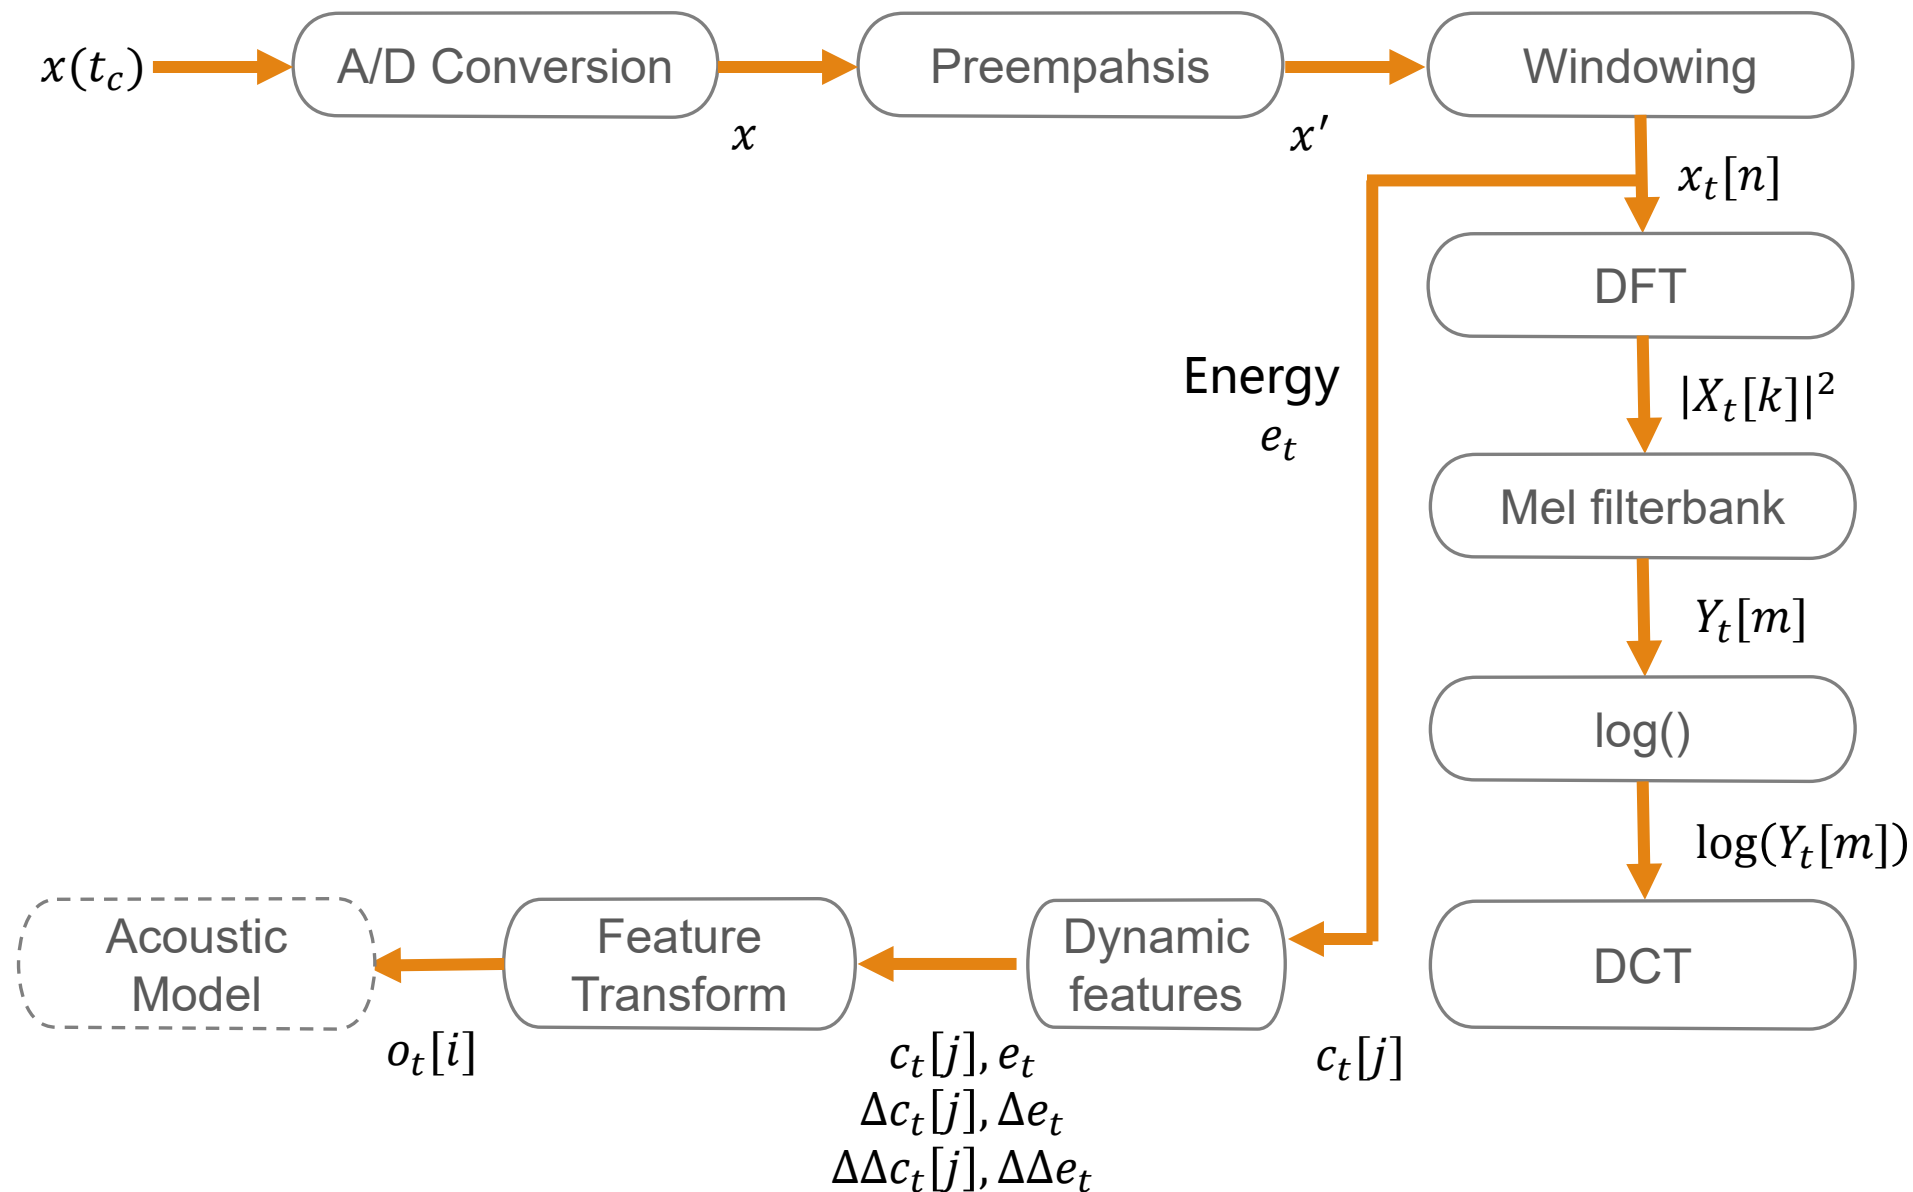 x(t_c)
A/D Conversion
Preempahsis
Windowing
x
x′
x_t[n]
DFT
Energy
e_t
|X_t[k]|²
Mel filterbank
Y_t[m]
log()
log(Y_t[m])
Acoustic
Model
Feature
Transform
Dynamic
features
DCT
o_t[i]
c_t[j], e_t
Δc_t[j], Δe_t
ΔΔc_t[j], ΔΔe_t
c_t[j]